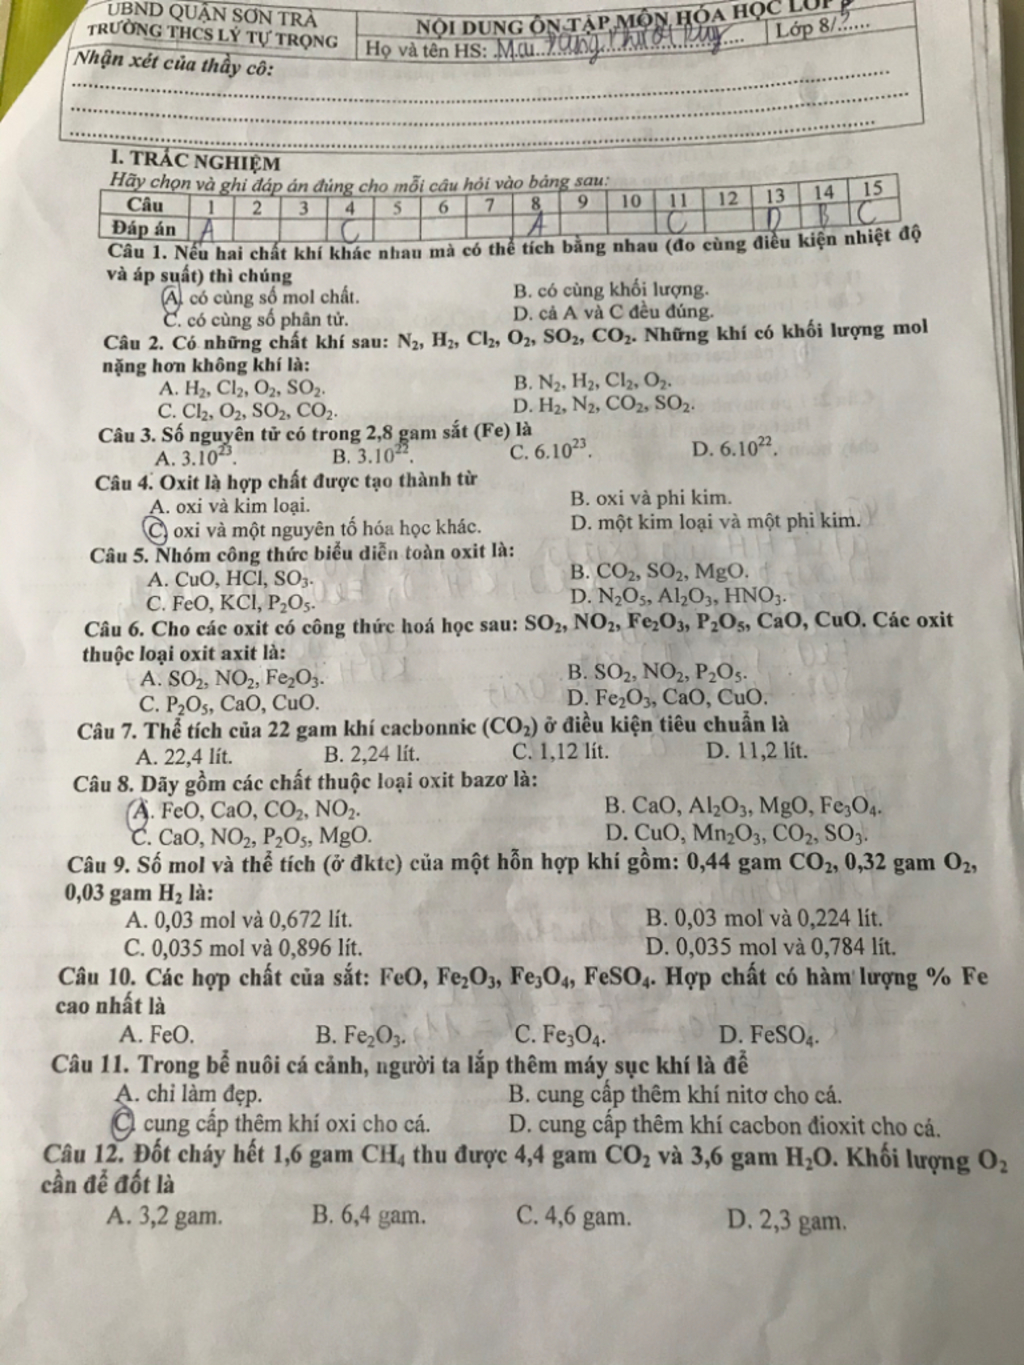 UBND QUẬN SƠN TRÀ
TRƯỜNG THCS LÝ TỰ TRỌNG
NỘI DUNG ÔN TẬP MÔN HÓA HỌC LỚP 8
Họ và tên HS: Mai
Lớp 8/
Nhận xét của thầy cô:
I. TRẮC NGHIỆM
Hãy chọn và ghi đáp án đúng cho mỗi câu hỏi vào bảng sau:
Câu 1 2 3 4 5 6 7 8 9 10 11 12 13 14 15
Đáp án A C A C D B C
Câu 1. Nếu hai chất khí khác nhau mà có thể tích bằng nhau (đo cùng điều kiện nhiệt độ
và áp suất) thì chúng
A. có cùng số mol chất. B. có cùng khối lượng.
C. có cùng số phân tử. D. cả A và C đều đúng.
Câu 2. Có những chất khí sau: N₂, H₂, Cl₂, O₂, SO₂, CO₂. Những khí có khối lượng mol
nặng hơn không khí là:
A. H₂, Cl₂, O₂, SO₂. B. N₂, H₂, Cl₂, O₂.
C. Cl₂, O₂, SO₂, CO₂. D. H₂, N₂, CO₂, SO₂.
Câu 3. Số nguyên tử có trong 2,8 gam sắt (Fe) là
A. 3.10²³. B. 3.10²². C. 6.10²³. D. 6.10²².
Câu 4. Oxit là hợp chất được tạo thành từ
A. oxi và kim loại. B. oxi và phi kim.
C. oxi và một nguyên tố hóa học khác. D. một kim loại và một phi kim.
Câu 5. Nhóm công thức biểu diễn toàn oxit là:
A. CuO, HCl, SO₃. B. CO₂, SO₂, MgO.
C. FeO, KCl, P₂O₅. D. N₂O₅, Al₂O₃, HNO₃.
Câu 6. Cho các oxit có công thức hoá học sau: SO₂, NO₂, Fe₂O₃, P₂O₅, CaO, CuO. Các oxit
thuộc loại oxit axit là:
A. SO₂, NO₂, Fe₂O₃. B. SO₂, NO₂, P₂O₅.
C. P₂O₅, CaO, CuO. D. Fe₂O₃, CaO, CuO.
Câu 7. Thể tích của 22 gam khí cacbonnic (CO₂) ở điều kiện tiêu chuẩn là
A. 22,4 lít. B. 2,24 lít. C. 1,12 lít. D. 11,2 lít.
Câu 8. Dãy gồm các chất thuộc loại oxit bazơ là:
A. FeO, CaO, CO₂, NO₂. B. CaO, Al₂O₃, MgO, Fe₃O₄.
C. CaO, NO₂, P₂O₅, MgO. D. CuO, Mn₂O₃, CO₂, SO₃.
Câu 9. Số mol và thể tích (ở đktc) của một hỗn hợp khí gồm: 0,44 gam CO₂, 0,32 gam O₂,
0,03 gam H₂ là:
A. 0,03 mol và 0,672 lít. B. 0,03 mol và 0,224 lít.
C. 0,035 mol và 0,896 lít. D. 0,035 mol và 0,784 lít.
Câu 10. Các hợp chất của sắt: FeO, Fe₂O₃, Fe₃O₄, FeSO₄. Hợp chất có hàm lượng % Fe
cao nhất là
A. FeO. B. Fe₂O₃. C. Fe₃O₄. D. FeSO₄.
Câu 11. Trong bể nuôi cá cảnh, người ta lắp thêm máy sục khí là để
A. chỉ làm đẹp. B. cung cấp thêm khí nitơ cho cá.
C. cung cấp thêm khí oxi cho cá. D. cung cấp thêm khí cacbon đioxit cho cá.
Câu 12. Đốt cháy hết 1,6 gam CH₄ thu được 4,4 gam CO₂ và 3,6 gam H₂O. Khối lượng O₂
cần để đốt là
A. 3,2 gam. B. 6,4 gam. C. 4,6 gam. D. 2,3 gam.